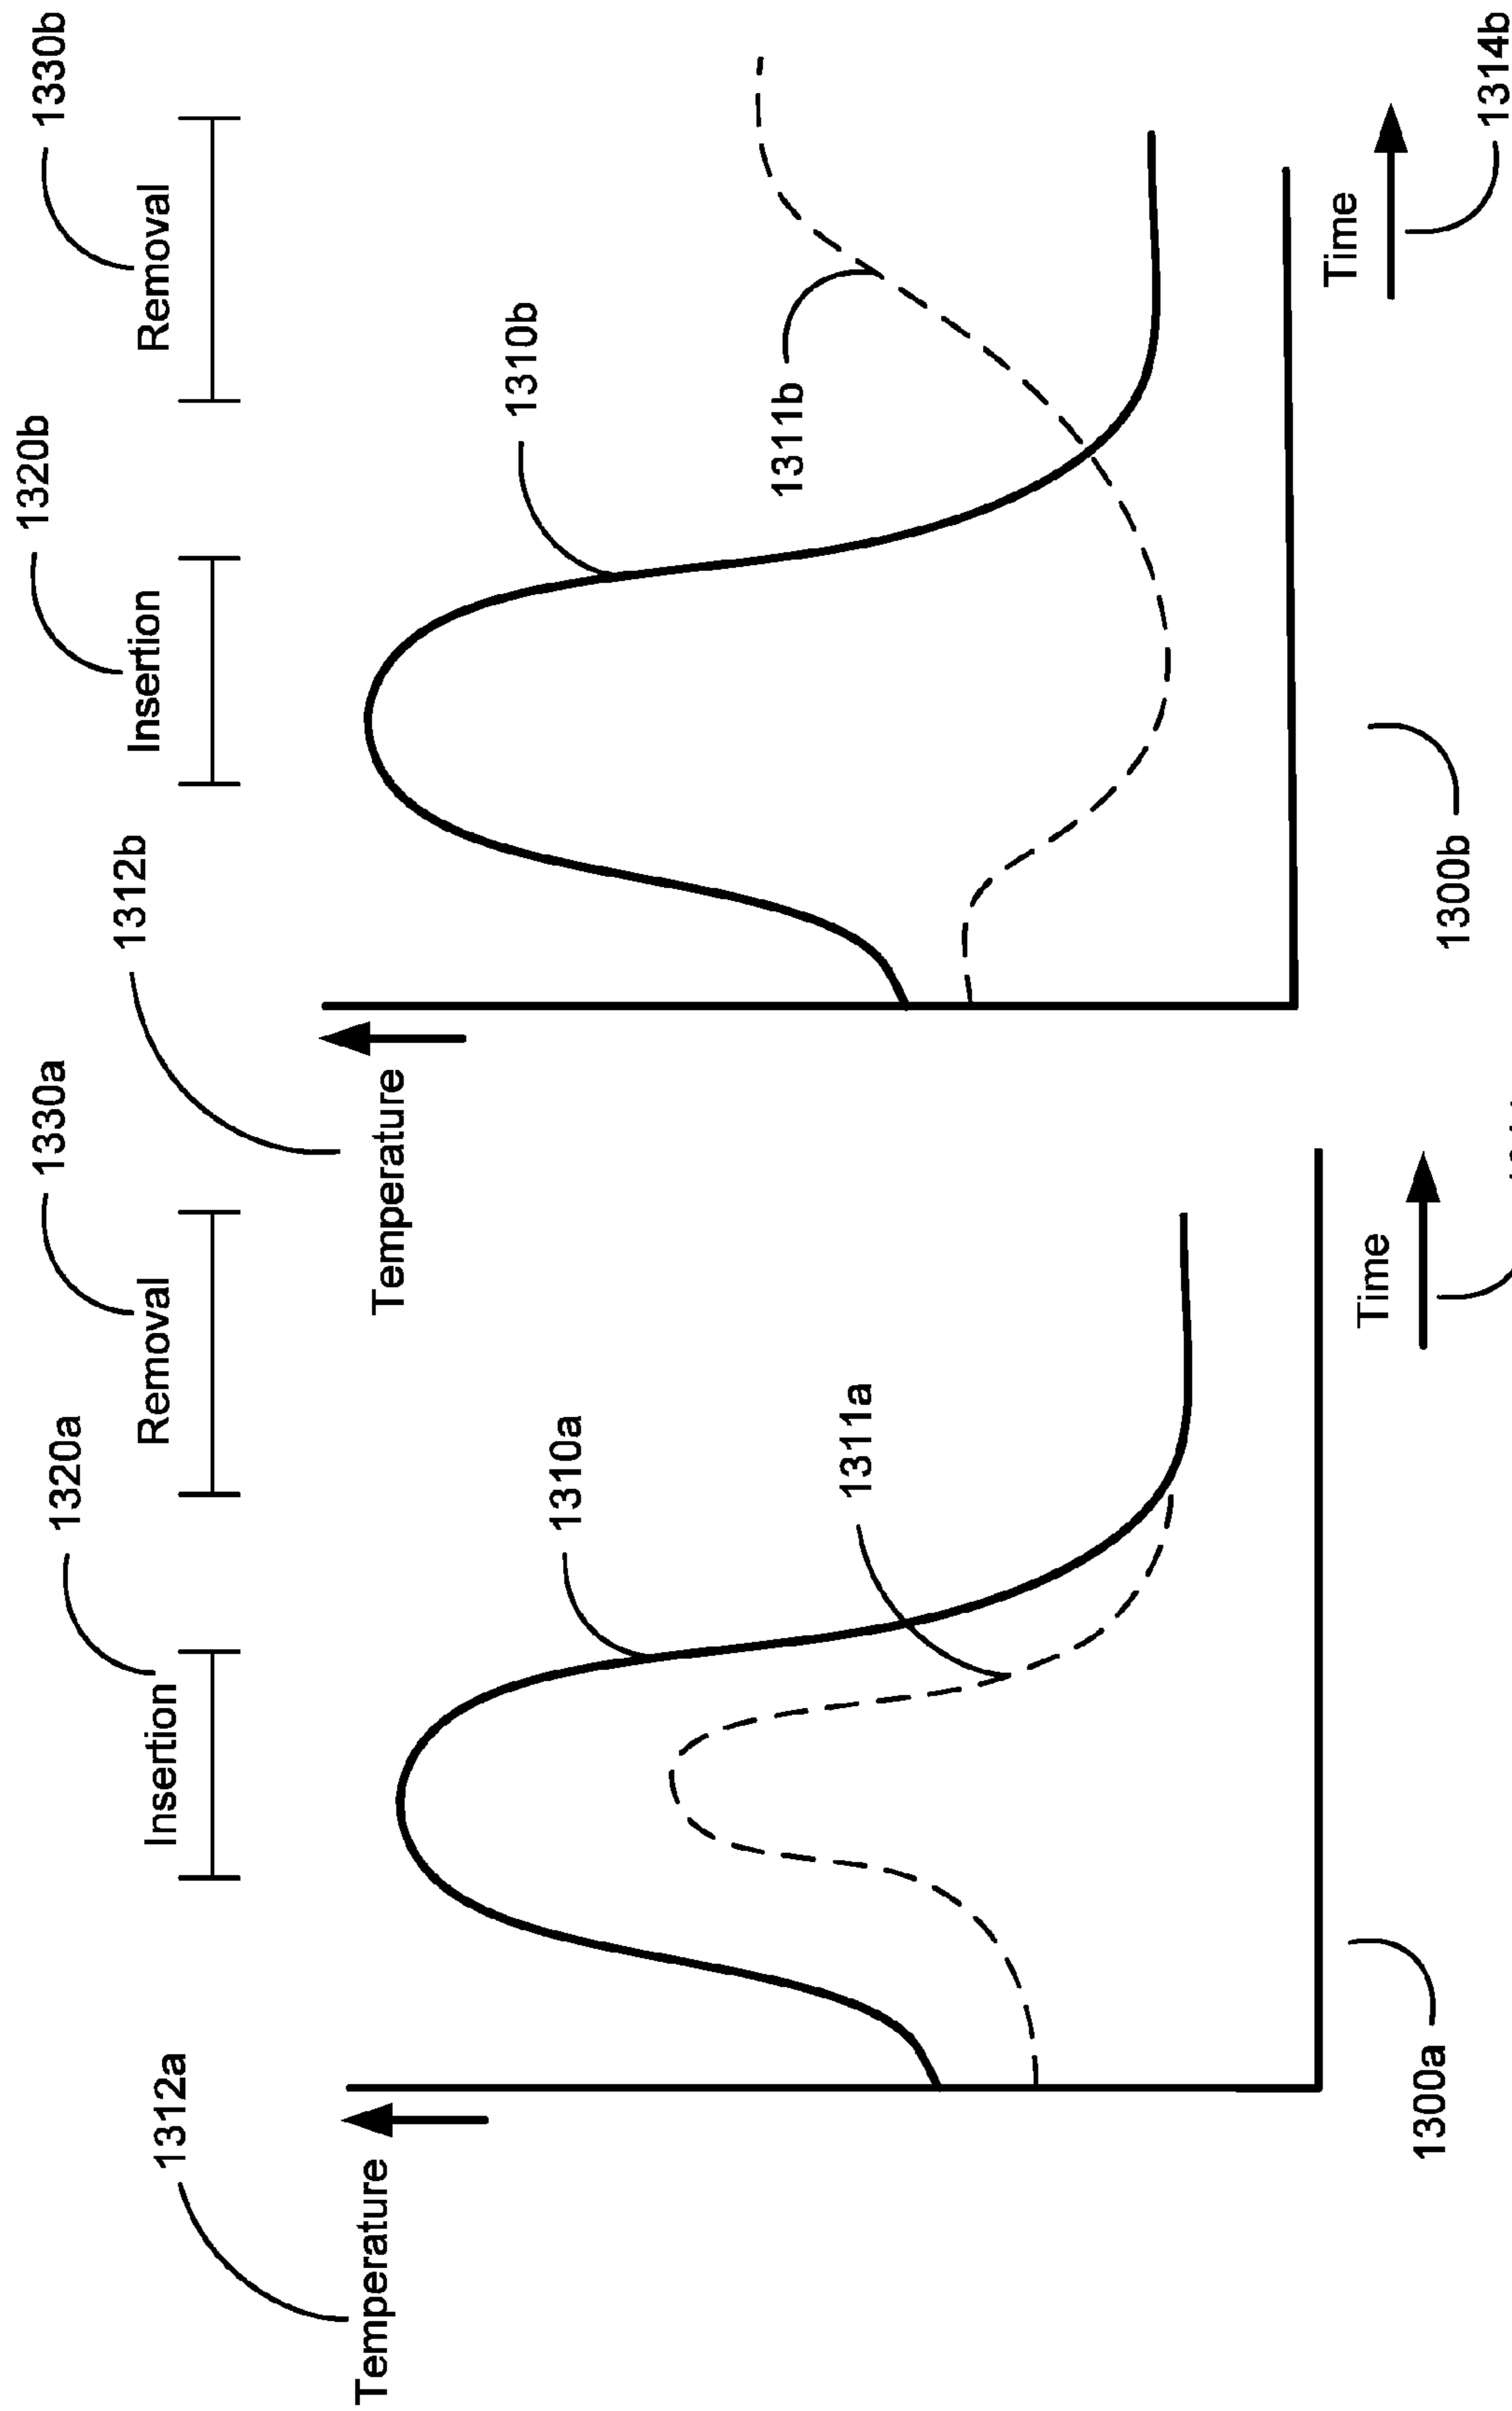 1312a
Temperature
1320a
Insertion
1330a
Removal
1310a
1311a
Time
1300a
1312b
Temperature
1320b
Insertion
1330b
Removal
1310b
1311b
Time
1314b
1300b